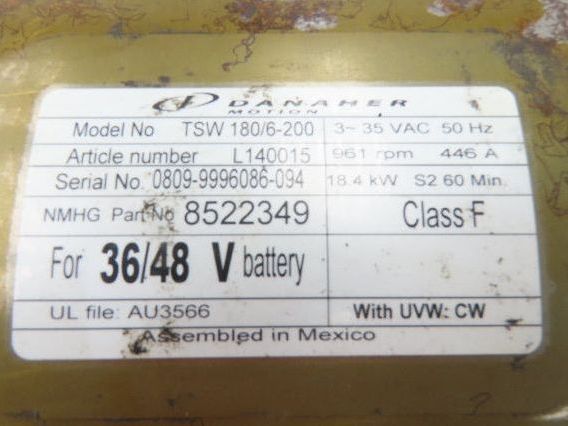 DANAHER
MOTION
Model No TSW 180/6-200 3~ 35 VAC 50 Hz
Article number L140015 961 rpm 446 A
Serial No. 0809-9996086-094 18.4 kW S2 60 Min.
NMHG Part No 8522349 Class F
For 36/48 V battery
UL file: AU3566 With UVW: CW
Assembled in Mexico